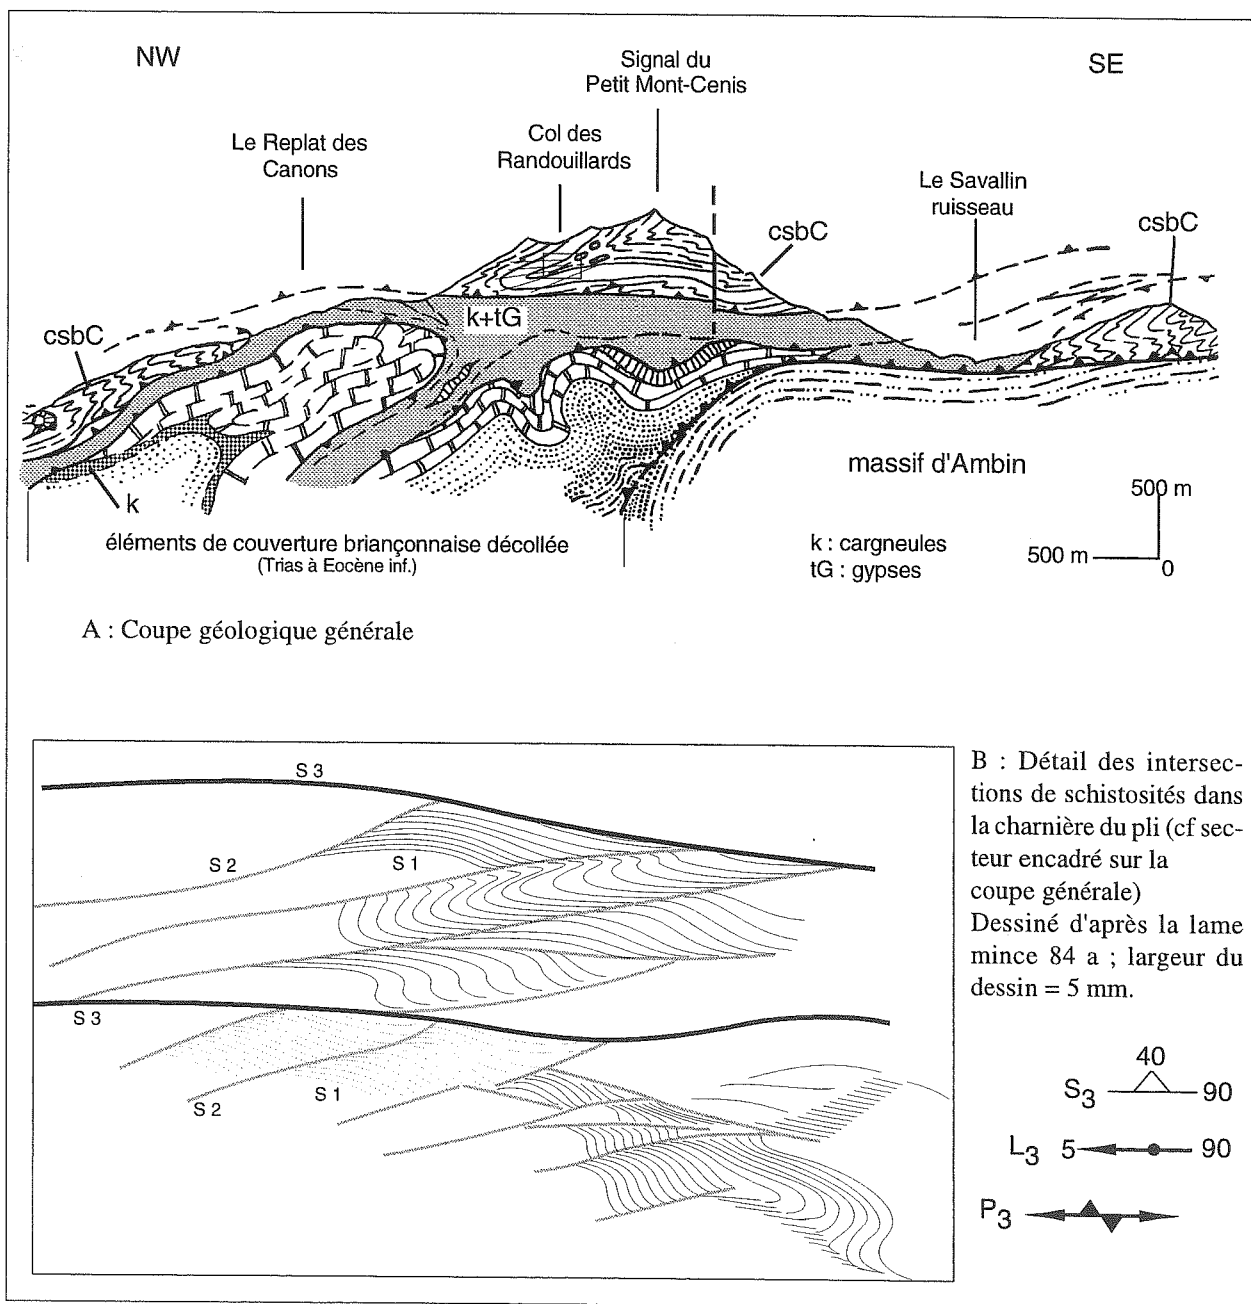 NW
Signal du
Petit Mont-Cenis
SE
Le Replat des
Canons
Col des
Randouillards
Le Savallin
ruisseau
csbC
csbC
k+tG
csbC
massif d'Ambin
500 m
k
éléments de couverture briançonnaise décollée
(Trias à Eocène inf.)
k : cargneules
tG : gypses
500 m
0
A : Coupe géologique générale
S 3
S 2
S 1
S 3
S 2
S 1
B : Détail des intersec-
tions de schistosités dans
la charnière du pli (cf sec-
teur encadré sur la
coupe générale)
Dessiné d'après la lame
mince 84 a ; largeur du
dessin = 5 mm.
40
S3 90
L3 5 90
P3